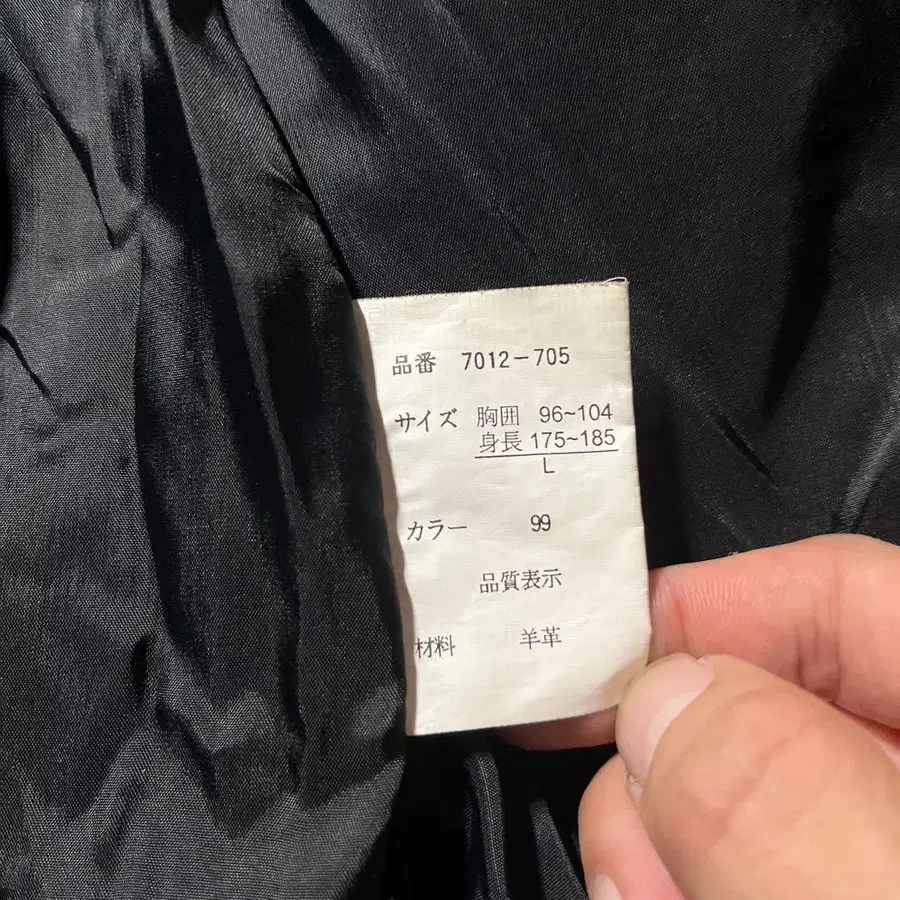 品番 7012-705
サイズ 胸囲 96~104
身長 175~185
L
カラー 99
品質表示
材料 羊革